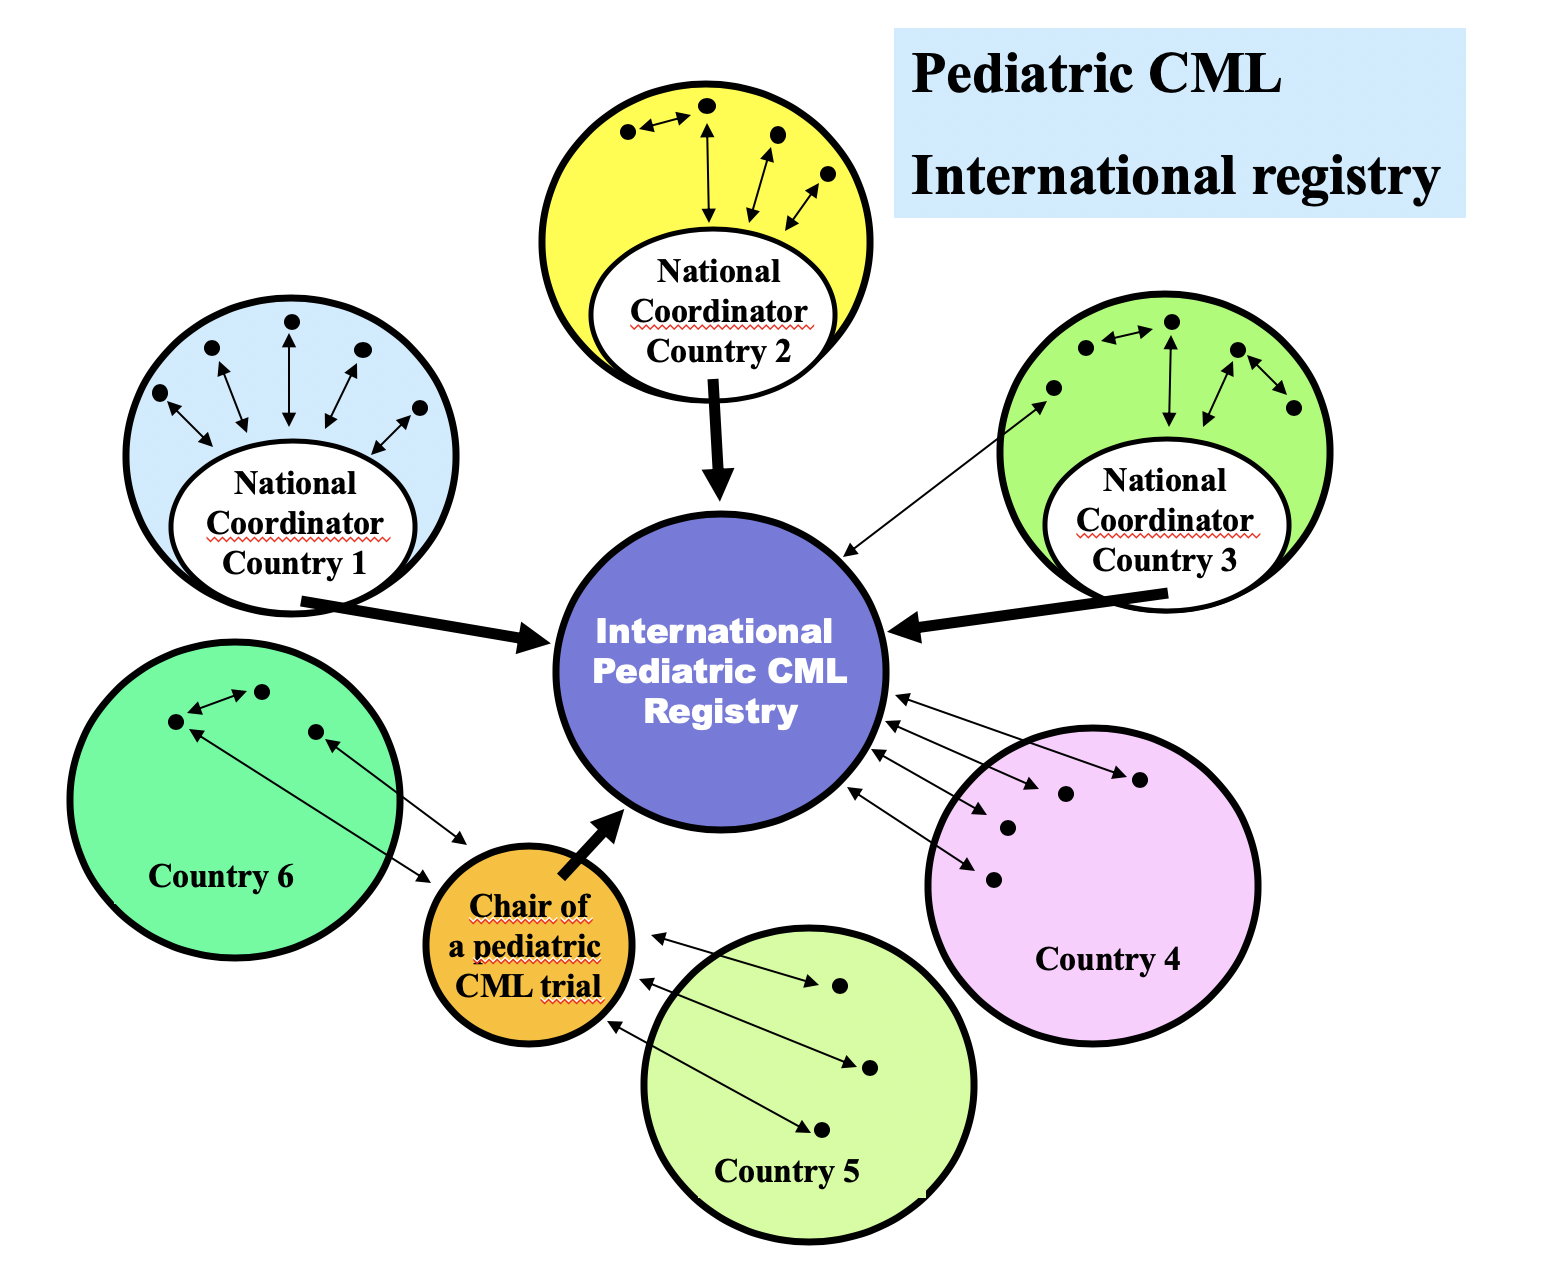 Pediatric CML
International registry
National
Coordinator
Country 2
National
Coordinator
Country 1
National
Coordinator
Country 3
International
Pediatric CML
Registry
Country 6
Chair of
a pediatric
CML trial
Country 4
Country 5